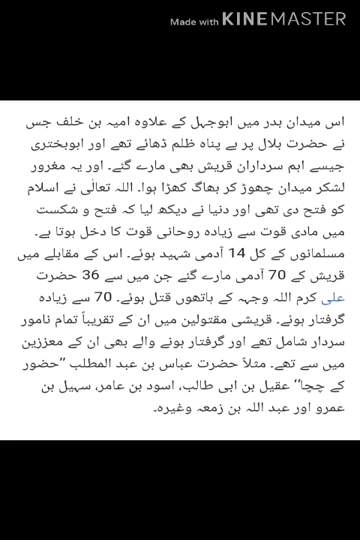 Made with KINEMASTER
اس میدان بدر میں ابوجہل کے علاوہ امیہ بن خلف جس
نے حضرت بلال پر بے پناہ ظلم ڈھائے تھے اور ابوبختری
جیسے اہم سرداران قریش بھی مارے گئے۔ اور یہ مغرور
لشکر میدان چھوڑ کر بھاگ کھڑا ہوا۔ اللہ تعالٰی نے اسلام
کو فتح دی تھی اور دنیا نے دیکھ لیا کہ فتح و شکست
میں مادی قوت سے زیادہ روحانی قوت کا دخل ہوتا ہے۔
مسلمانوں کے کل 14 آدمی شہید ہوئے۔ اس کے مقابلے میں
قریش کے 70 آدمی مارے گئے جن میں سے 36 حضرت
علی کرم اللہ وجہہ کے ہاتھوں قتل ہوئے۔ 70 سے زیادہ
گرفتار ہوئے۔ قریشی مقتولین میں ان کے تقریباً تمام نامور
سردار شامل تھے اور گرفتار ہونے والے بھی ان کے معززین
میں سے تھے۔ مثلاً حضرت عباس بن عبد المطلب ’’حضور
کے چچا‘‘ عقیل بن ابی طالب، اسود بن عامر، سہیل بن
عمرو اور عبد اللہ بن زمعہ وغیرہ۔